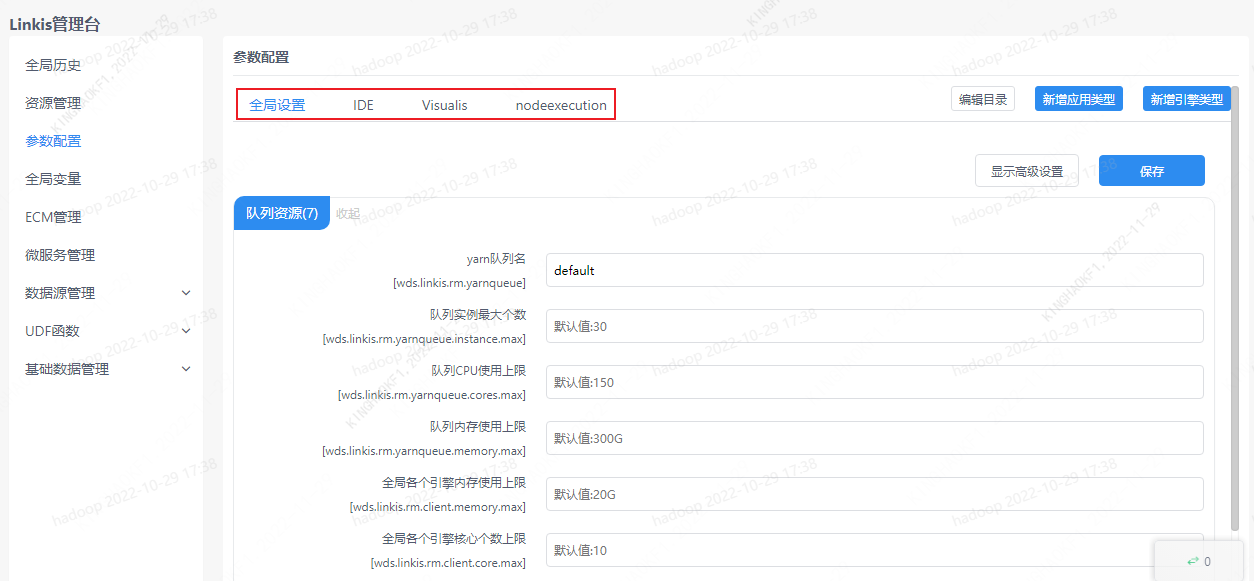 Linkis管理台
全局历史
资源管理
参数配置
全局变量
ECM管理
微服务管理
数据源管理
UDF函数
基础数据管理
参数配置
全局设置 IDE Visualis nodeexecution 编辑目录 新增应用类型 新增引擎类型
显示高级设置 保存
队列资源(7) 收起
yarn队列名
[wds.linkis.rm.yarnqueue]
default
队列实例最大个数
[wds.linkis.rm.yarnqueue.instance.max]
默认值:30
队列CPU使用上限
[wds.linkis.rm.yarnqueue.cores.max]
默认值:150
队列内存使用上限
[wds.linkis.rm.yarnqueue.memory.max]
默认值:300G
全局各个引擎内存使用上限
[wds.linkis.rm.client.memory.max]
默认值:20G
全局各个引擎核心个数上限
[wds.linkis.rm.client.core.max]
默认值:10
0
hadoop 2022-10-29 17:38
KINGHAOKF1, 2022-11-29